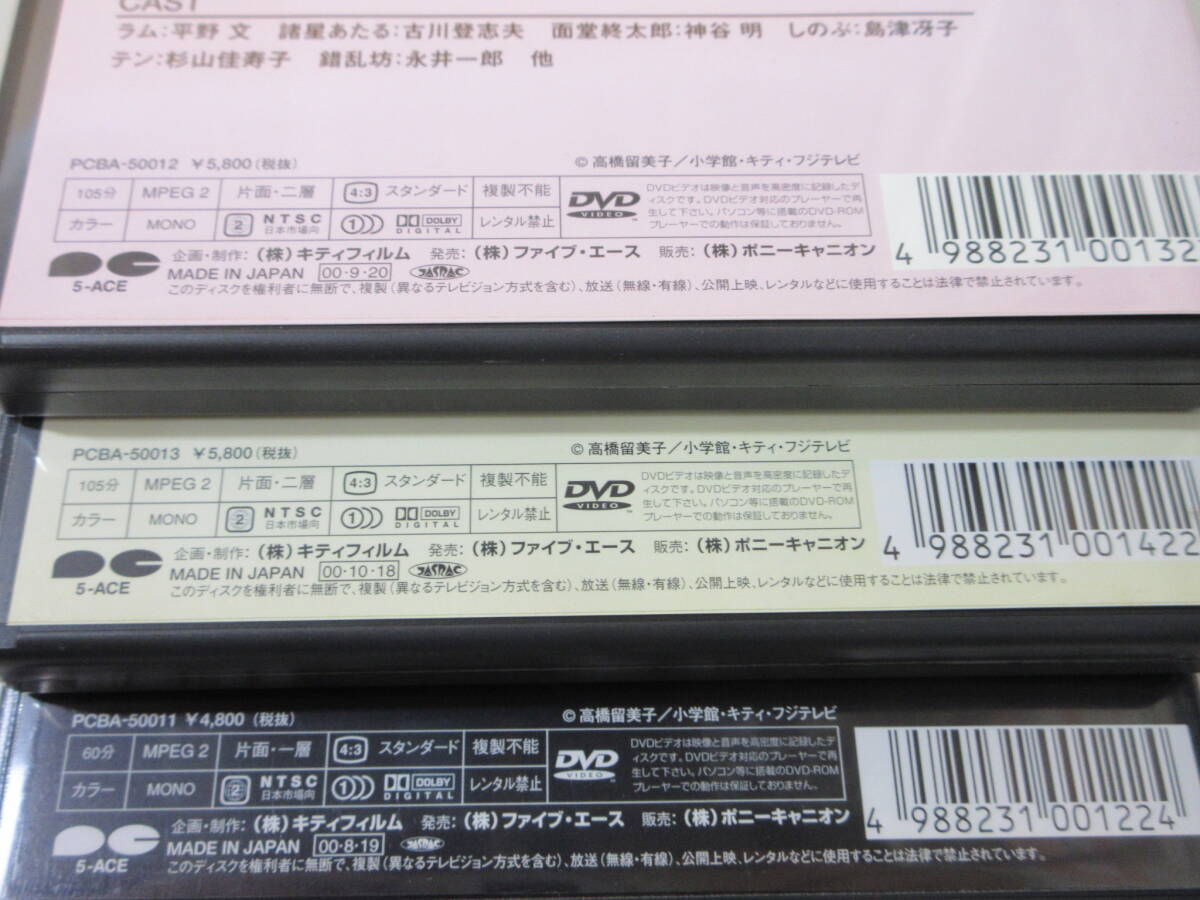 CAST
ラム:平野 文 諸星あたる:古川登志夫 面堂終太郎:神谷 明 しのぶ:島津冴子
テン:杉山佳寿子 錯乱坊:永井一郎 他
PCBA-50012 ¥5,800(税抜) © 高橋留美子/小学館・キティ・フジテレビ
105分 MPEG 2 片面・二層 4:3 スタンダード 複製不能
カラー MONO 2 NTSC 日本市場向 1 DOLBY DIGITAL レンタル禁止
DVD VIDEO
DVDビデオは映像と音声を高密度に記録したデ
ィスクです。DVDビデオ対応のプレーヤーで再
生して下さい。パソコン等に搭載のDVD-ROM
プレーヤーでの動作は保証しておりません。
4 988231 00132
企画・制作:(株)キティフィルム 発売:(株)ファイブ・エース 販売:(株)ポニーキャニオン
5-ACE
MADE IN JAPAN 00・9・20 JASRAC
このディスクを権利者に無断で、複製(異なるテレビジョン方式を含む)、放送(無線・有線)、公開上映、レンタルなどに使用することは法律で禁止されています。
PCBA-50013 ¥5,800(税抜) © 高橋留美子/小学館・キティ・フジテレビ
105分 MPEG 2 片面・二層 4:3 スタンダード 複製不能
カラー MONO 2 NTSC 日本市場向 1 DOLBY DIGITAL レンタル禁止
DVD VIDEO
DVDビデオは映像と音声を高密度に記録したデ
ィスクです。DVDビデオ対応のプレーヤーで再
生して下さい。パソコン等に搭載のDVD-ROM
プレーヤーでの動作は保証しておりません。
4 988231 001422
企画・制作:(株)キティフィルム 発売:(株)ファイブ・エース 販売:(株)ポニーキャニオン
5-ACE
MADE IN JAPAN 00・10・18 JASRAC
このディスクを権利者に無断で、複製(異なるテレビジョン方式を含む)、放送(無線・有線)、公開上映、レンタルなどに使用することは法律で禁止されています。
PCBA-50011 ¥4,800 (税抜) © 高橋留美子/小学館・キティ・フジテレビ
60分 MPEG 2 片面・一層 4:3 スタンダード 複製不能
カラー MONO 2 NTSC 日本市場向 1 DOLBY DIGITAL レンタル禁止
DVD VIDEO
DVDビデオは映像と音声を高密度に記録したデ
ィスクです。DVDビデオ対応のプレーヤーで再
生して下さい。パソコン等に搭載のDVD-ROM
プレーヤーでの動作は保証しておりません。
4 988231 001224
企画・制作:(株)キティフィルム 発売:(株)ファイブ・エース 販売:(株)ポニーキャニオン
5-ACE
MADE IN JAPAN 00・8・19 JASRAC
このディスクを権利者に無断で、複製(異なるテレビジョン方式を含む)、放送(無線・有線)、公開上映、レンタルなどに使用することは法律で禁止されています。